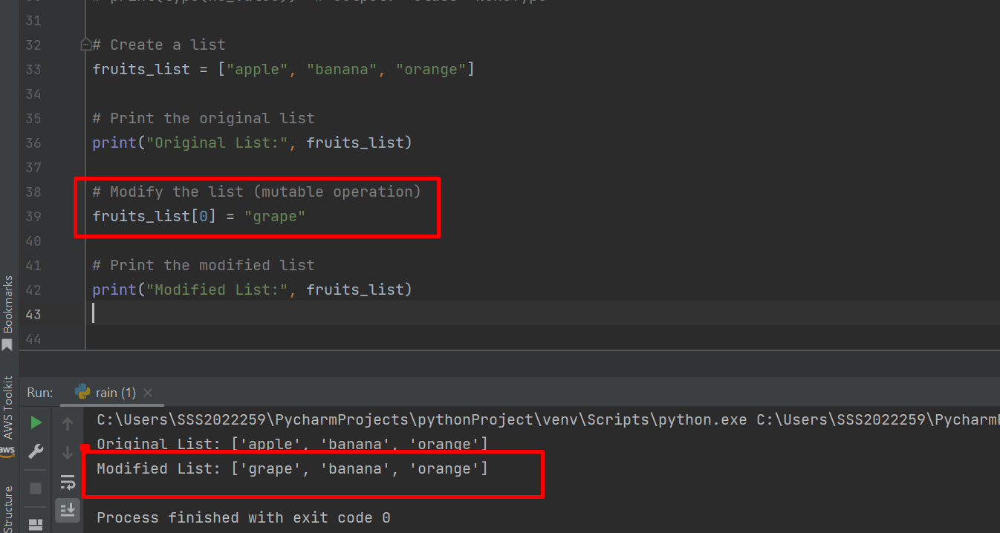 31
32 # Create a list
33 fruits_list = ["apple", "banana", "orange"]
34
35 # Print the original list
36 print("Original List:", fruits_list)
37
38 # Modify the list (mutable operation)
39 fruits_list[0] = "grape"
40
41 # Print the modified list
42 print("Modified List:", fruits_list)
43
44
Bookmarks
AWS Toolkit
aws
Structure
Run: rain (1)
C:\Users\SSS2022259\PycharmProjects\pythonProject\venv\Scripts\python.exe C:\Users\SSS2022259\Pycharm
Original List: ['apple', 'banana', 'orange']
Modified List: ['grape', 'banana', 'orange']
Process finished with exit code 0